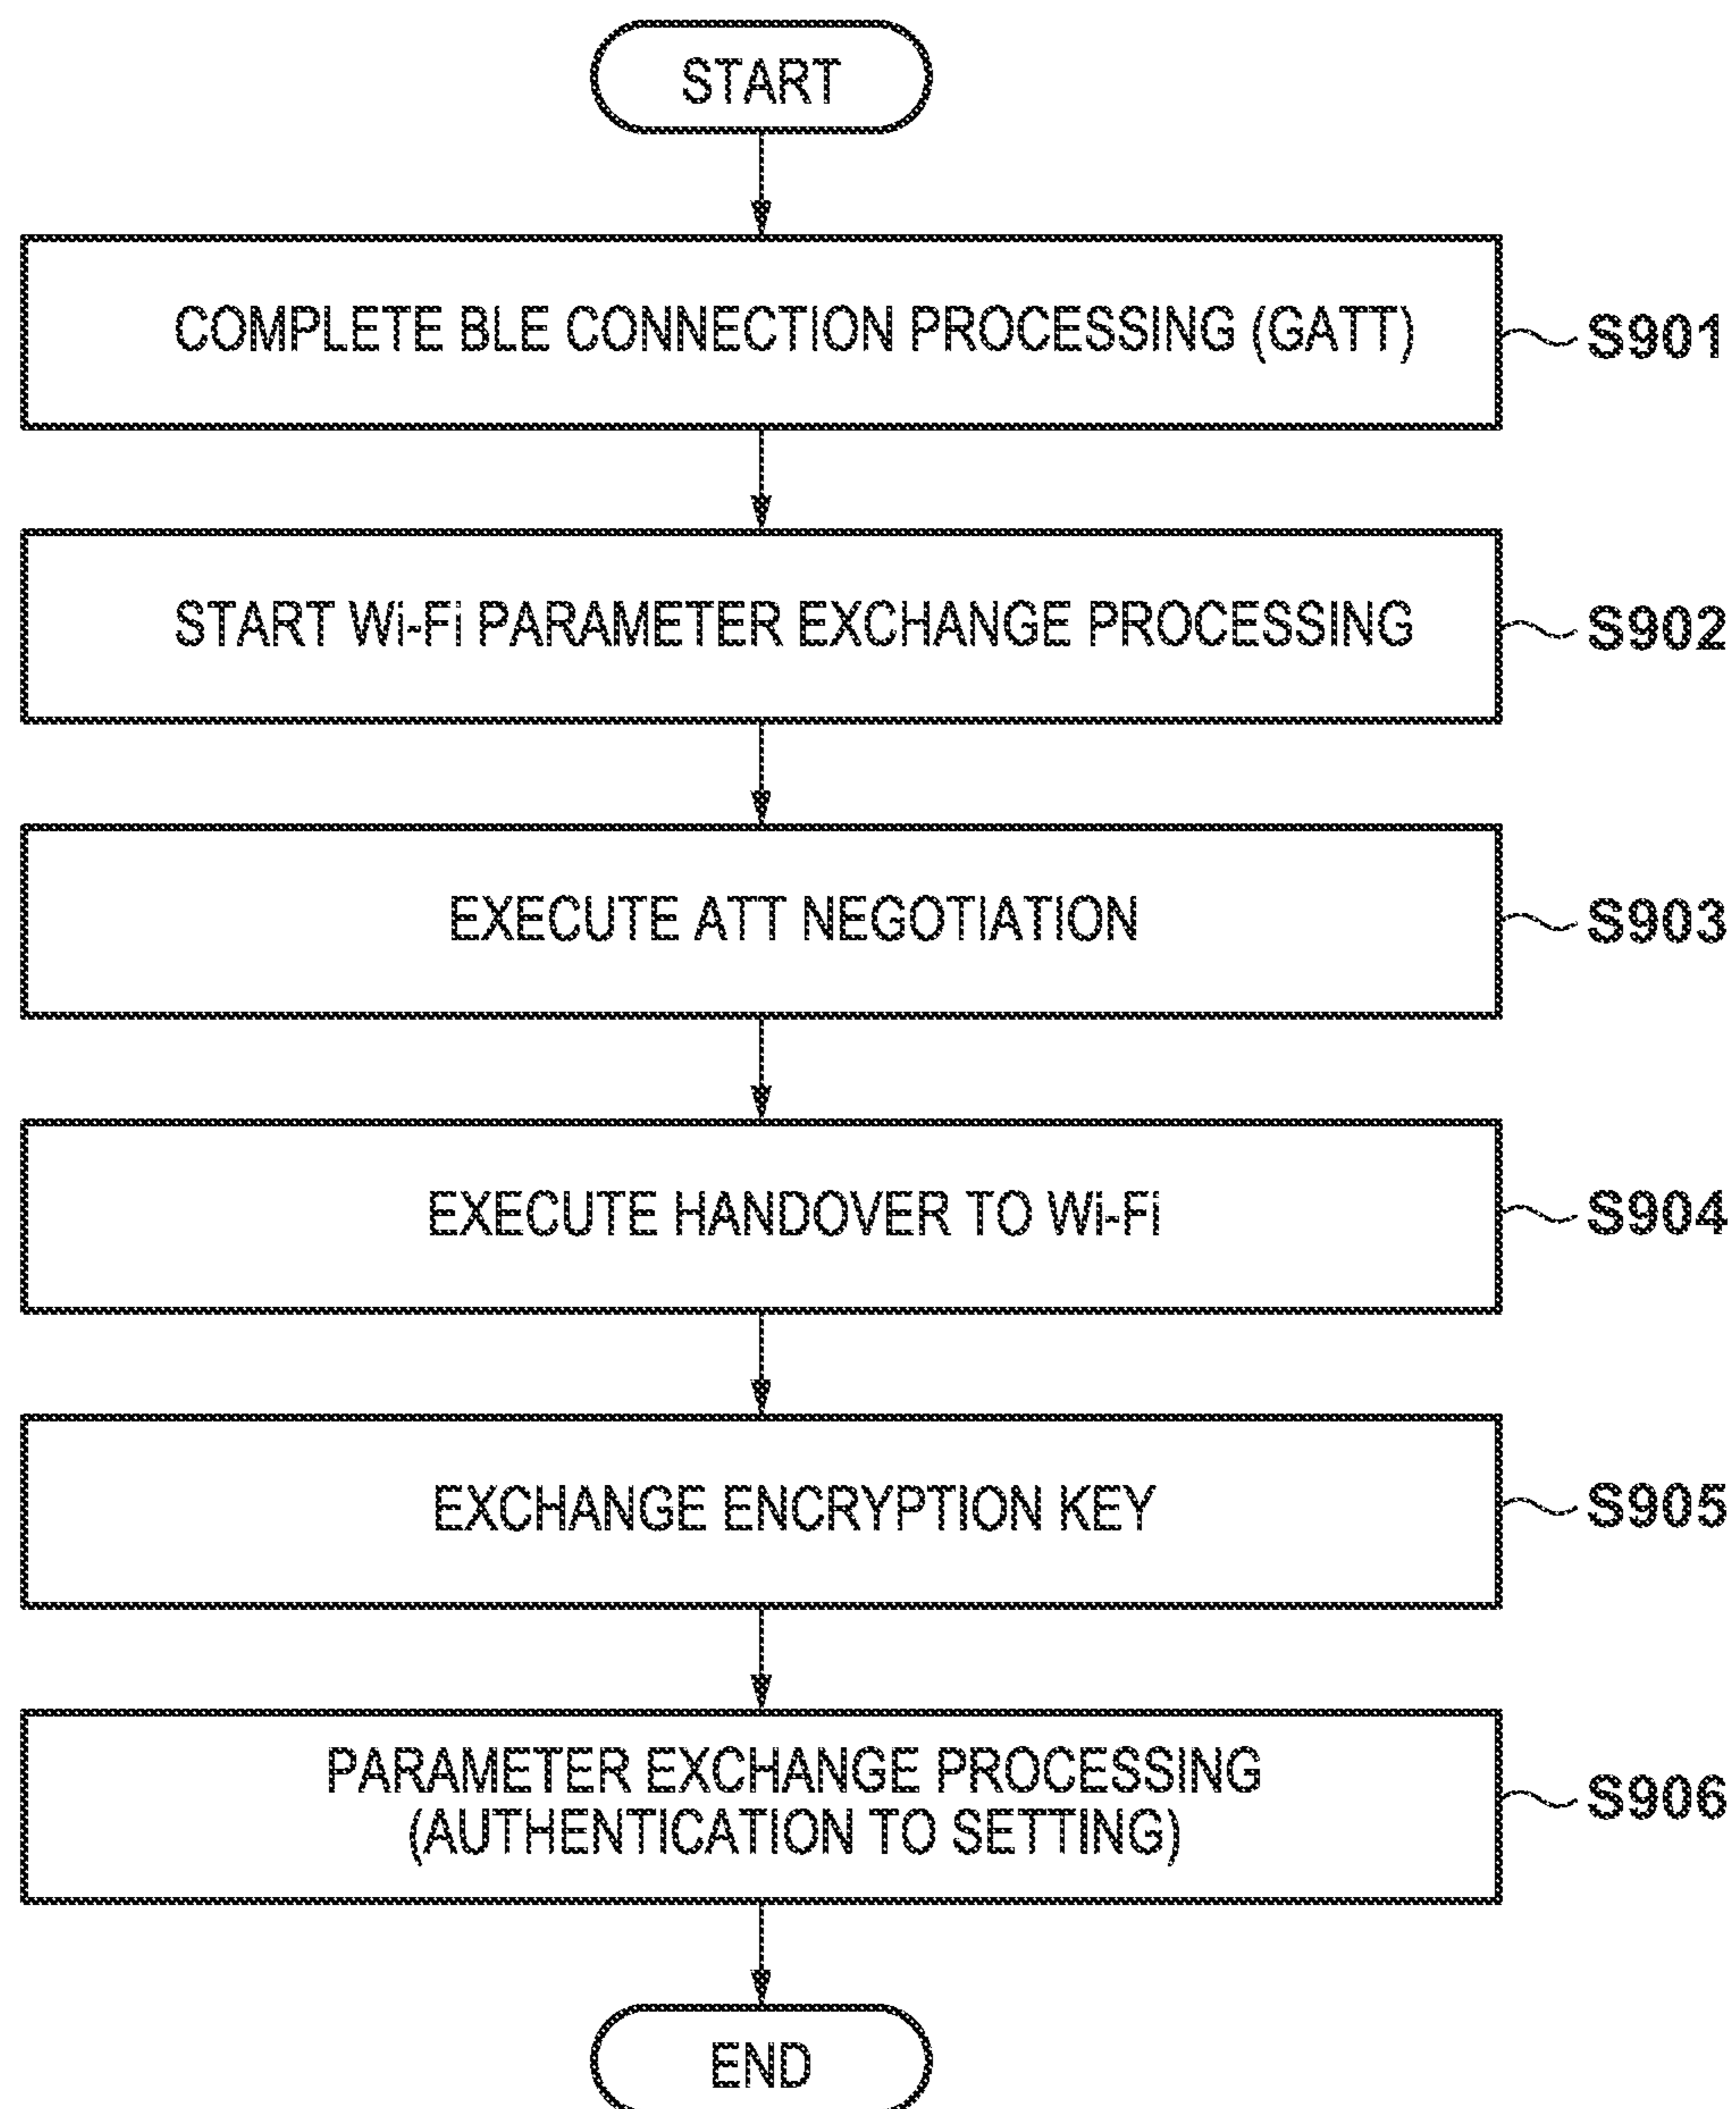 START
COMPLETE BLE CONNECTION PROCESSING (GATT)
S901
START Wi-Fi PARAMETER EXCHANGE PROCESSING
S902
EXECUTE ATT NEGOTIATION
S903
EXECUTE HANDOVER TO Wi-Fi
S904
EXCHANGE ENCRYPTION KEY
S905
PARAMETER EXCHANGE PROCESSING
(AUTHENTICATION TO SETTING)
S906
END